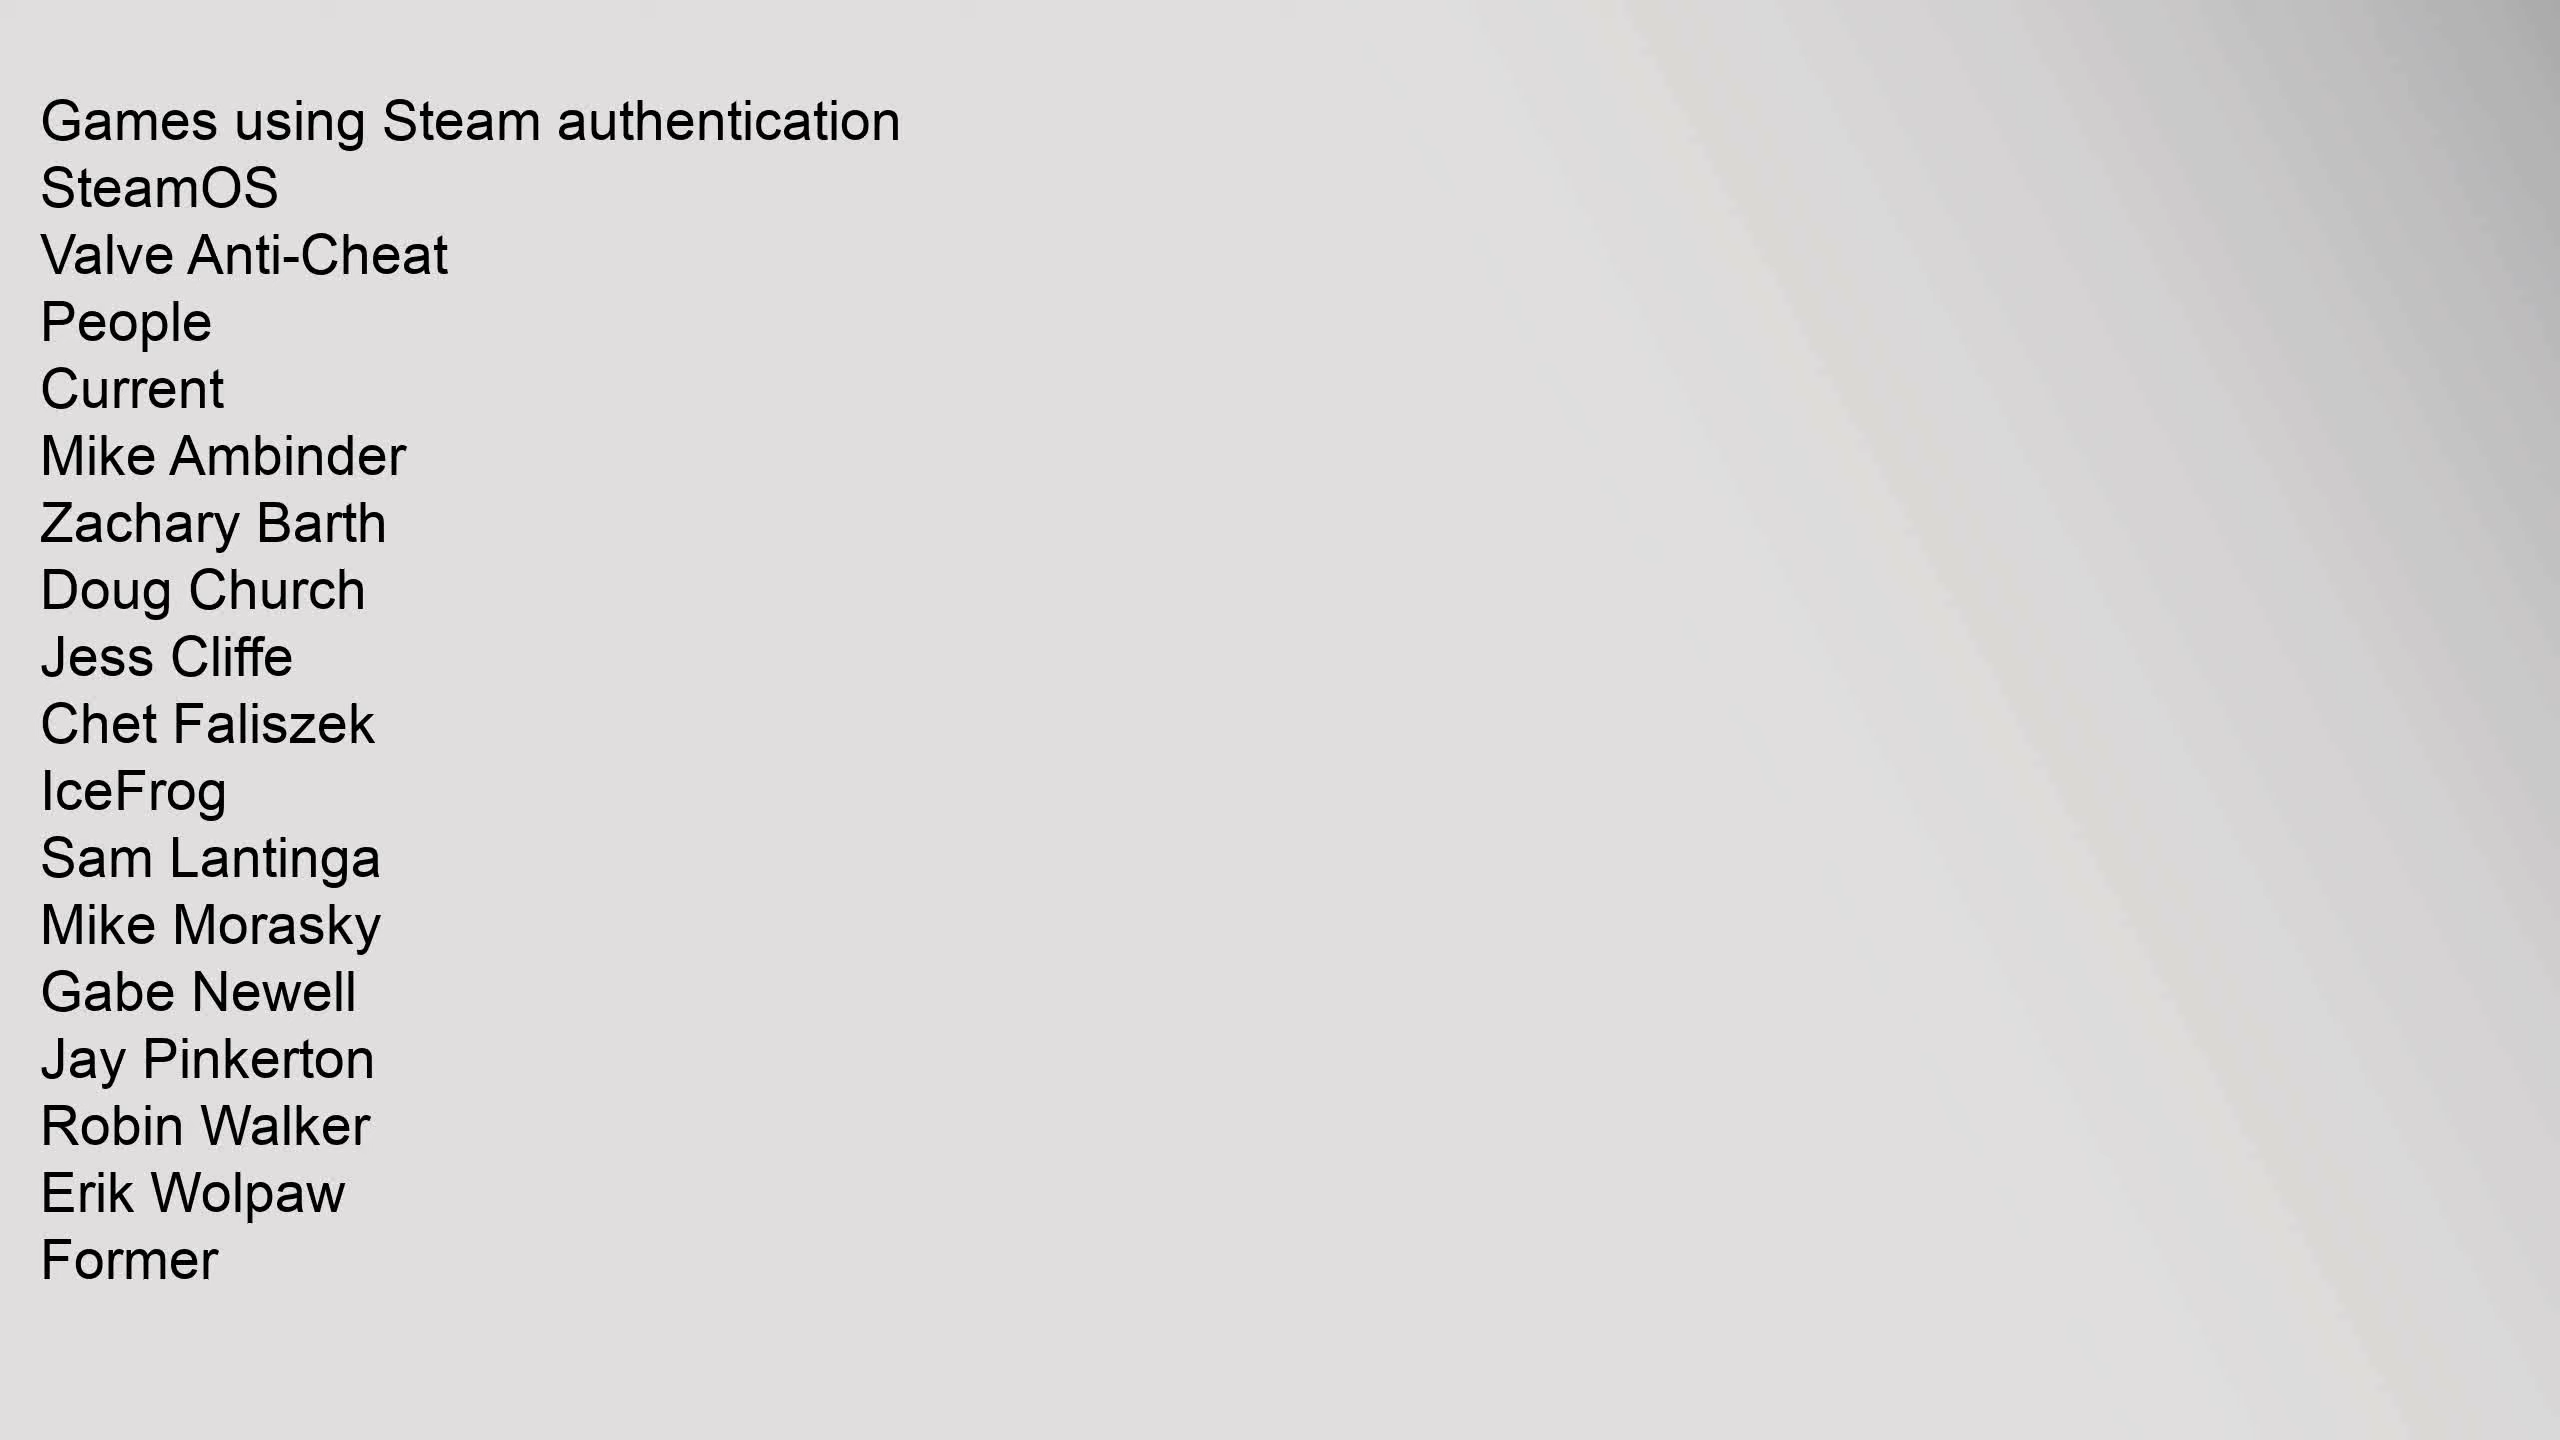 Games using Steam authentication
SteamOS
Valve Anti-Cheat
People
Current
Mike Ambinder
Zachary Barth
Doug Church
Jess Cliffe
Chet Faliszek
IceFrog
Sam Lantinga
Mike Morasky
Gabe Newell
Jay Pinkerton
Robin Walker
Erik Wolpaw
Former